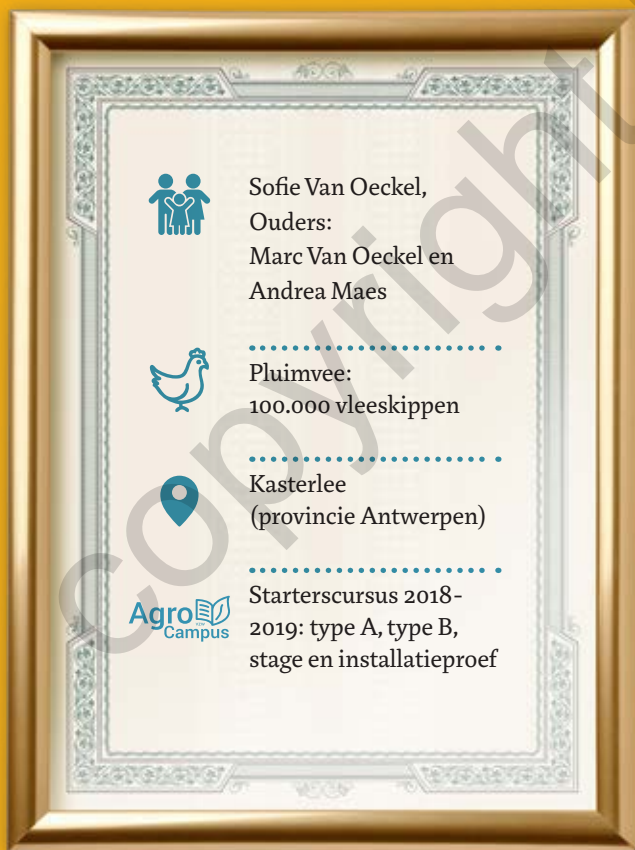 Sofie Van Oeckel,
Ouders:
Marc Van Oeckel en
Andrea Maes
Pluimvee:
100.000 vleeskippen
Kasterlee
(provincie Antwerpen)
Agro
Campus
Starterscursus 2018-
2019: type A, type B,
stage en installatieproef
copyright